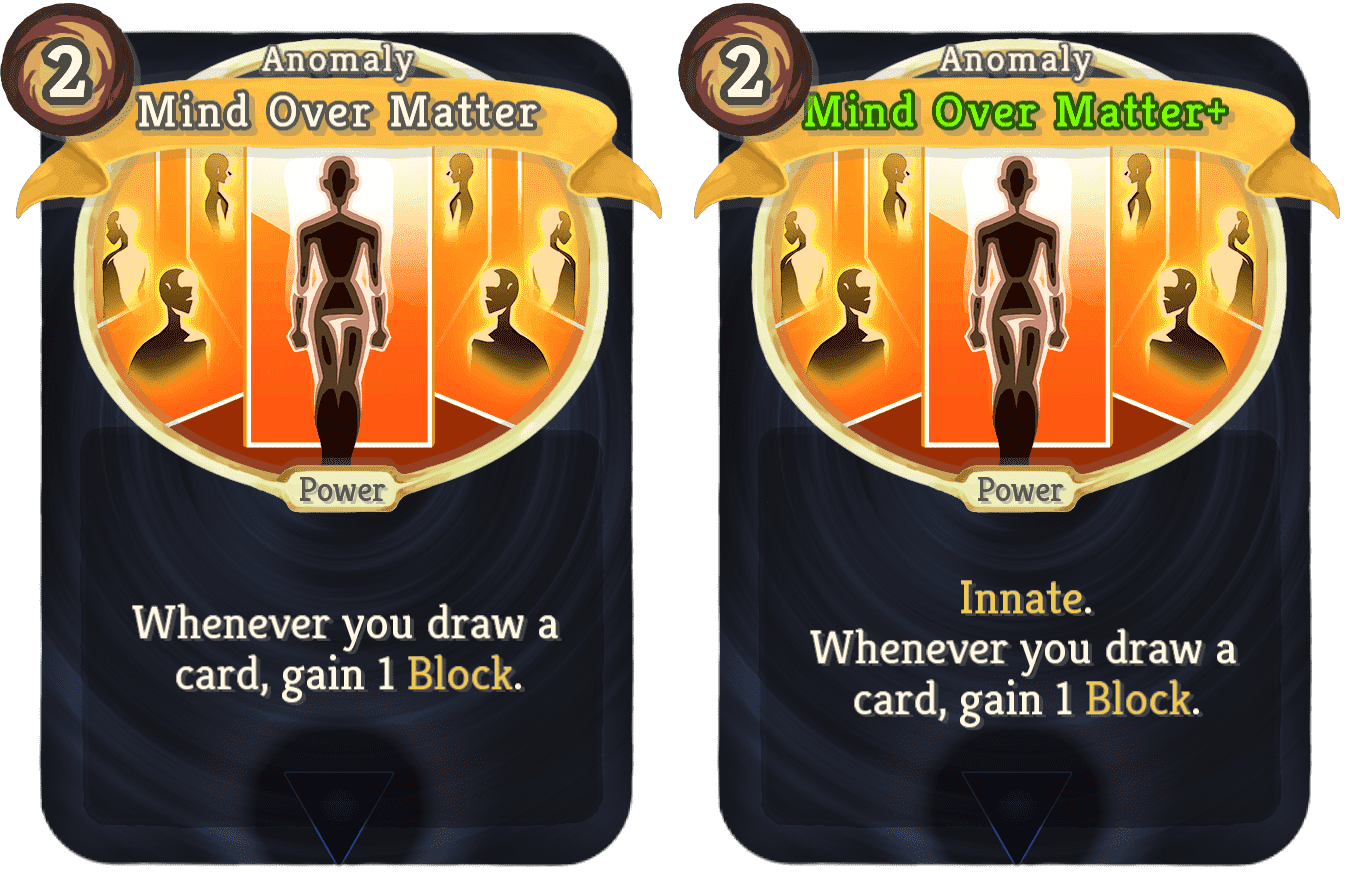 2
Anomaly
Mind Over Matter
Power
Whenever you draw a
card, gain 1 Block.
2
Anomaly
Mind Over Matter+
Power
Innate.
Whenever you draw a
card, gain 1 Block.